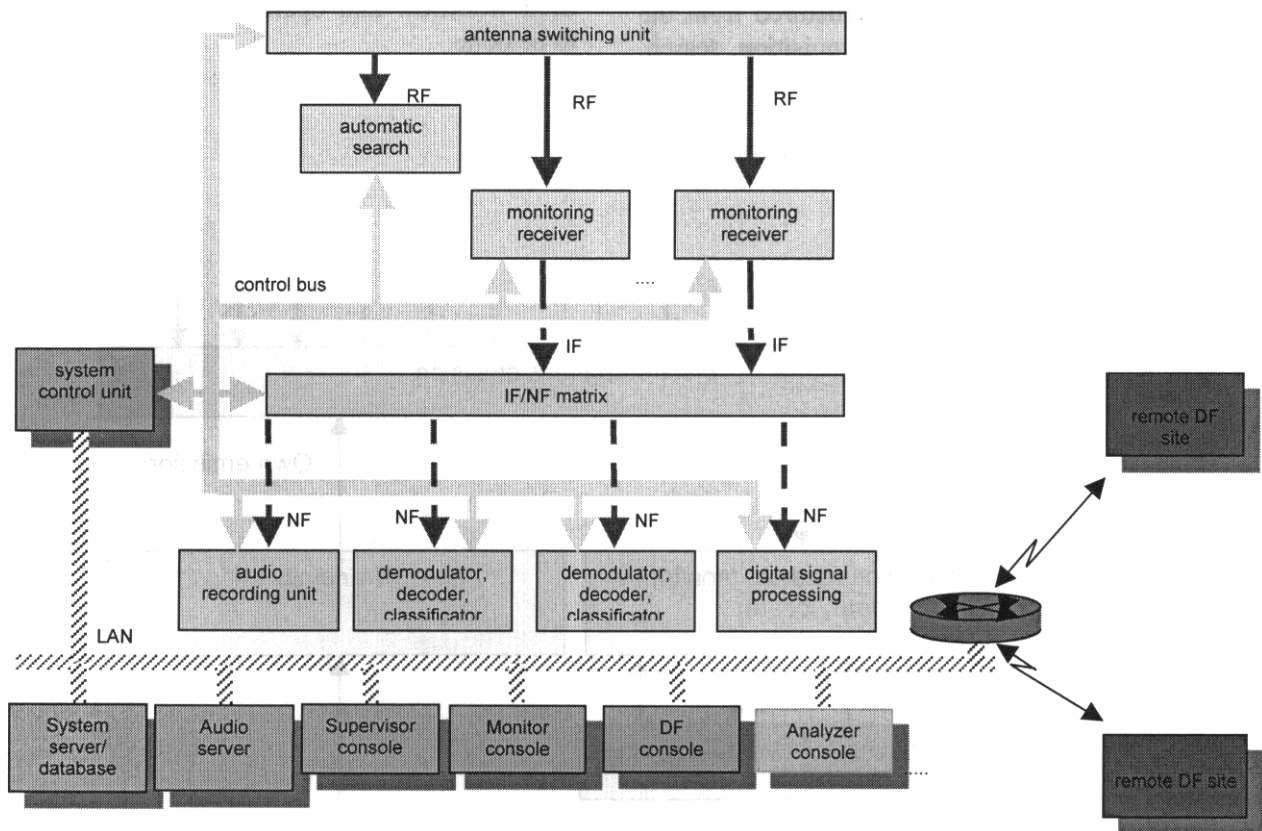 antenna switching unit
RF
RF
RF
automatic
search
monitoring
receiver
monitoring
receiver
control bus
....
IF
IF
system
control unit
IF/NF matrix
remote DF
site
Own emission
NF
NF
NF
NF
audio
recording unit
demodulator,
decoder,
classificator
demodulator,
decoder,
classificator
digital signal
processing
LAN
System
server/
database
Audio
server
Supervisor
console
Monitor
console
DF
console
Analyzer
console
....
remote DF site